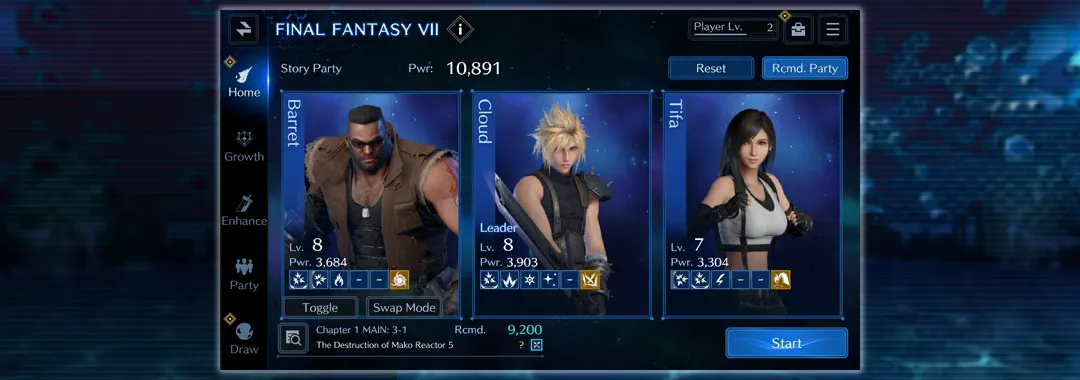 FINAL FANTASY VII
Player Lv. 2
Story Party Pwr: 10,891
Reset
Rcmd. Party
Home
Growth
Enhance
Party
Draw
Barret
Lv. 8
Pwr. 3,684
Cloud
Leader
Lv. 8
Pwr. 3,903
Tifa
Lv. 7
Pwr. 3,304
Toggle
Swap Mode
Chapter 1 MAIN: 3-1 Rcmd. 9,200
The Destruction of Mako Reactor 5 ?
Start